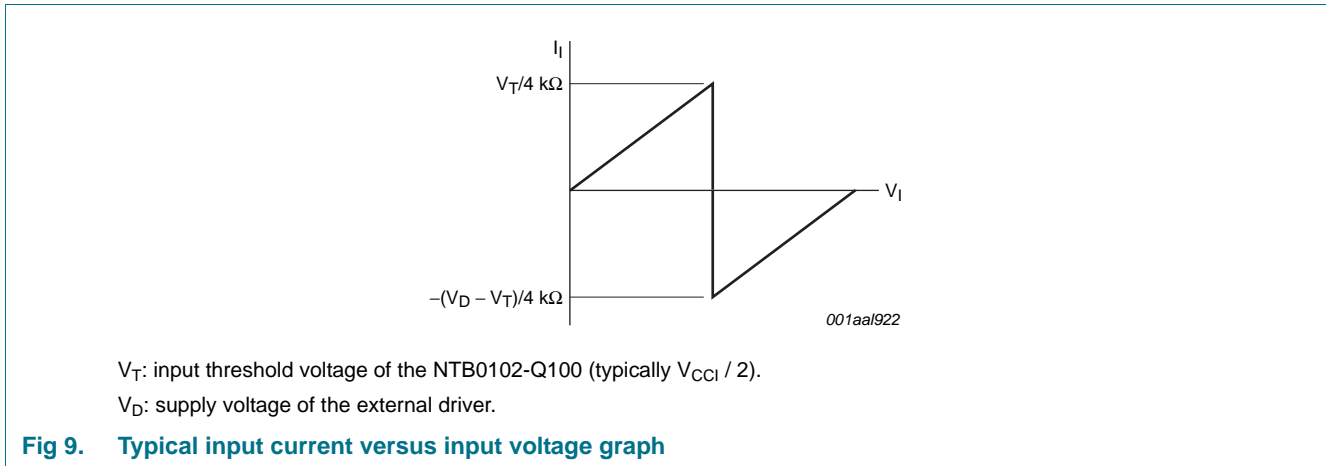 I_I
V_T/4 kΩ
V_I
−(V_D − V_T)/4 kΩ
001aal922
V_T: input threshold voltage of the NTB0102-Q100 (typically V_CCI / 2).
V_D: supply voltage of the external driver.
Fig 9. Typical input current versus input voltage graph